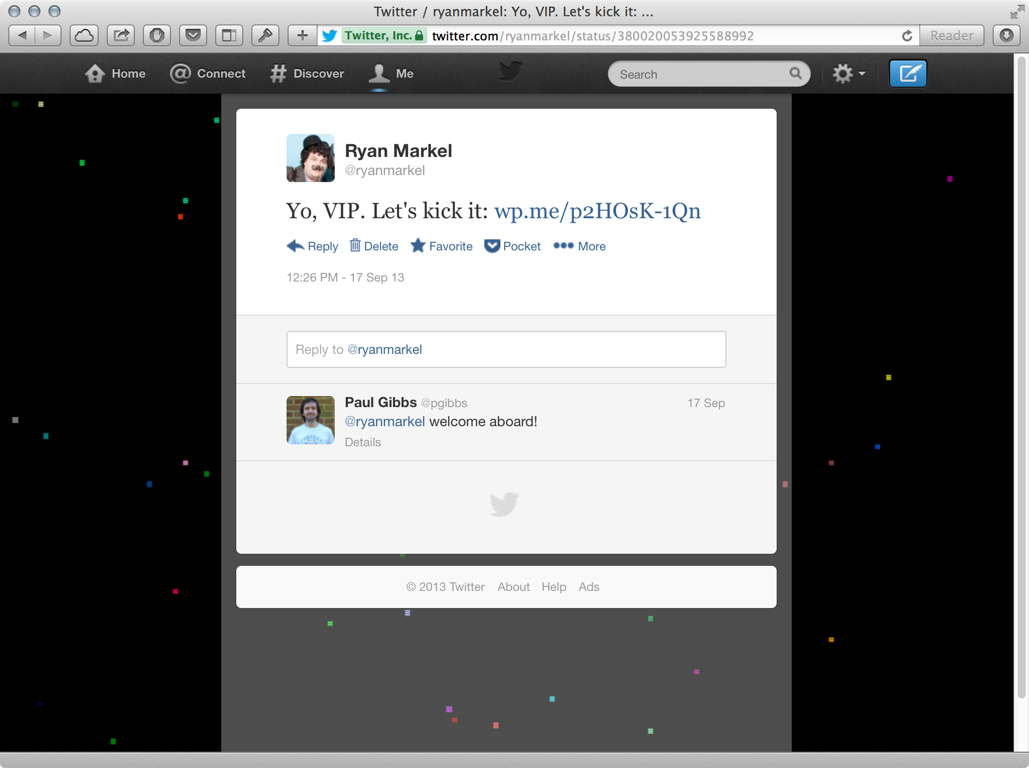 Twitter / ryanmarkel: Yo, VIP. Let's kick it: ...
Twitter, Inc. twitter.com/ryanmarkel/status/380020053925588992 Reader
Home @ Connect # Discover Me Search
Ryan Markel
@ryanmarkel
Yo, VIP. Let's kick it: wp.me/p2HOsK-1Qn
Reply Delete Favorite Pocket ••• More
12:26 PM - 17 Sep 13
Reply to @ryanmarkel
Paul Gibbs @pgibbs 17 Sep
@ryanmarkel welcome aboard!
Details
© 2013 Twitter About Help Ads